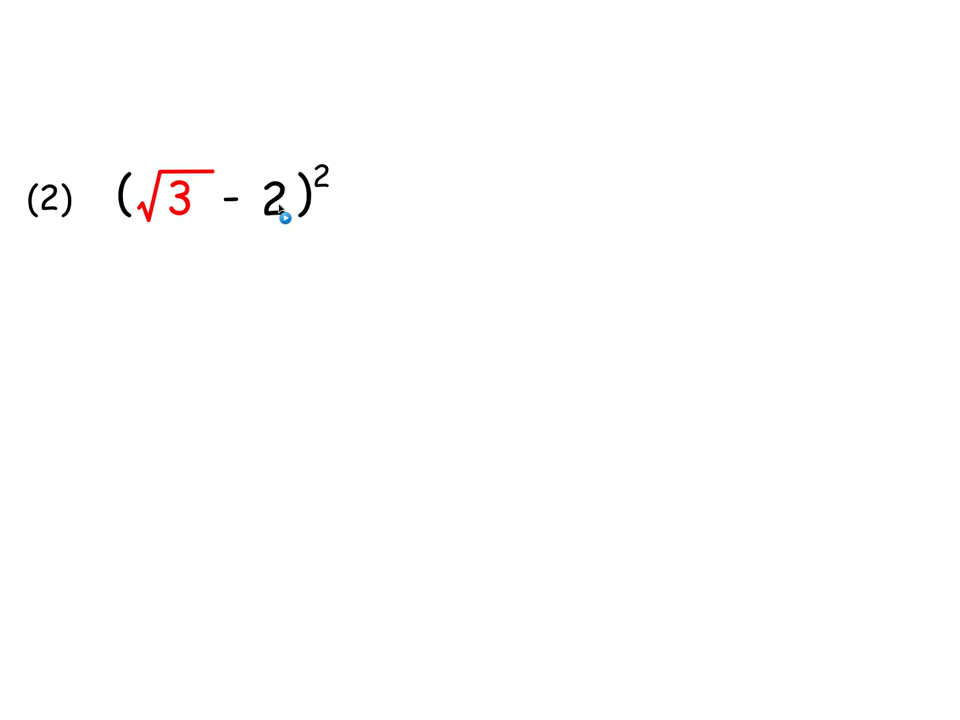 (2) (√3 - 2)²